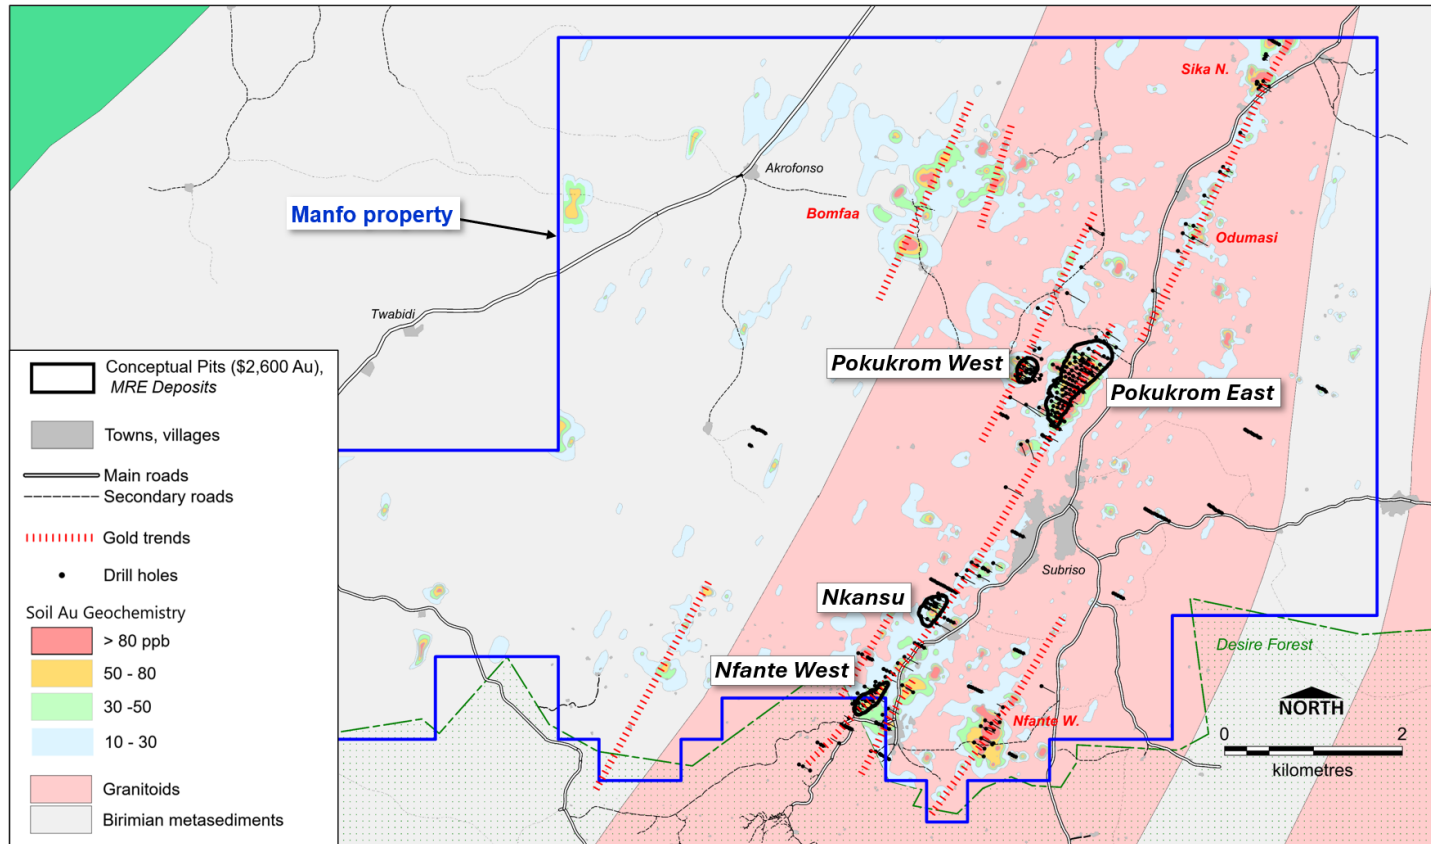 Sika N.
Akrofonso
Manfo property
Bomfaa
Odumasi
Twabidi
Pokukrom West
Pokukrom East
Conceptual Pits ($2,600 Au),
MRE Deposits
Towns, villages
Main roads
Secondary roads
Gold trends
Drill holes
Soil Au Geochemistry
> 80 ppb
50 - 80
30 -50
10 - 30
Granitoids
Birimian metasediments
Subriso
Nkansu
Desire Forest
Nfante West
Nfante W.
NORTH
0 2
kilometres